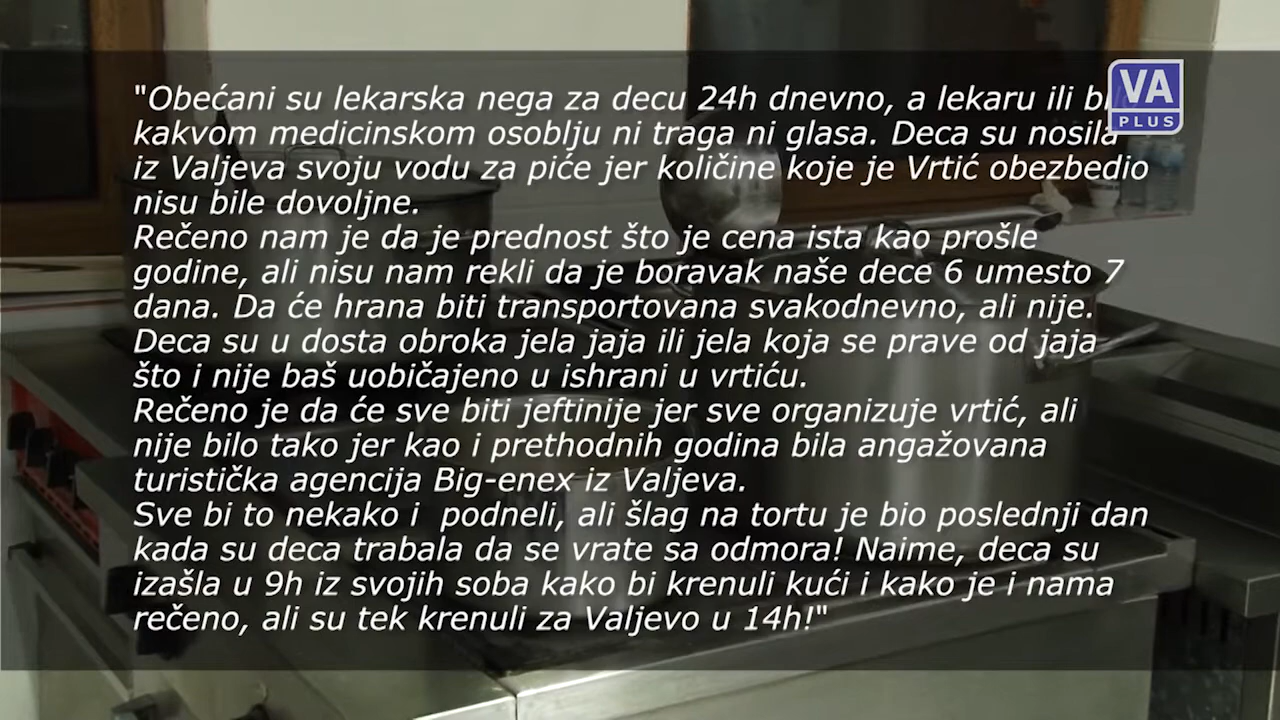 "Obećani su lekarska nega za decu 24h dnevno, a lekaru ili
kakvom medicinskom osoblju ni traga ni glasa. Deca su nosila
iz Valjeva svoju vodu za piće jer količine koje je Vrtić obezbedio
nisu bile dovoljne.
Rečeno nam je da je prednost što je cena ista kao prošle
godine, ali nisu nam rekli da je boravak naše dece 6 umesto 7
dana. Da će hrana biti transportovana svakodnevno, ali nije.
Deca su u dosta obroka jela jaja ili jela koja se prave od jaja
što i nije baš uobičajeno u ishrani u vrtiću.
Rečeno je da će sve biti jeftinije jer sve organizuje vrtić, ali
nije bilo tako jer kao i prethodnih godina bila angažovana
turistička agencija Big-enex iz Valjeva.
Sve bi to nekako i  podneli, ali šlag na tortu je bio poslednji dan
kada su deca trabala da se vrate sa odmora! Naime, deca su
izašla u 9h iz svojih soba kako bi krenuli kući i kako je i nama
rečeno, ali su tek krenuli za Valjevo u 14h!"
VA
PLUS